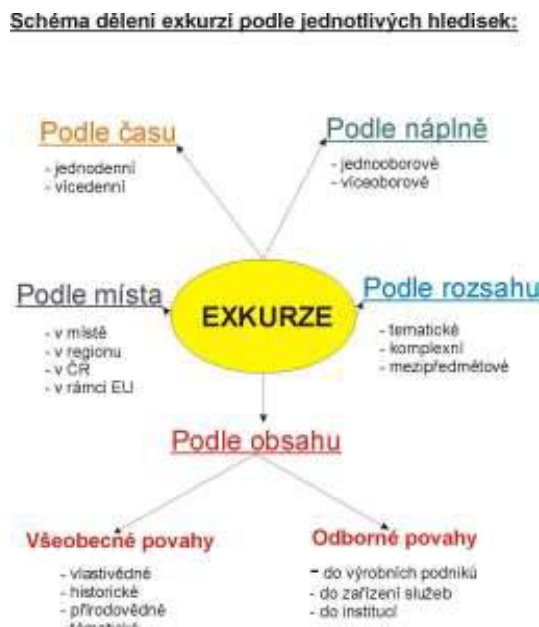 Schéma dělení exkurzí podle jednotlivých hledisek:
Podle času
- jednodenní
- vícedenní
Podle náplně
- jednooborové
- víceoborové
Podle místa
- v místě
- v regionu
- v ČR
- v rámci EU
EXKURZE
Podle rozsahu
- tematické
- komplexní
- mezipředmětové
Podle obsahu
Všeobecné povahy
- vlastivědné
- historické
- přírodovědné
- tématické
Odborné povahy
- do výrobních podniků
- do zařízení služeb
- do institucí